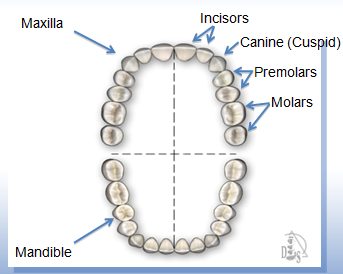 Maxilla
Incisors
Canine (Cuspid)
Premolars
Molars
Mandible